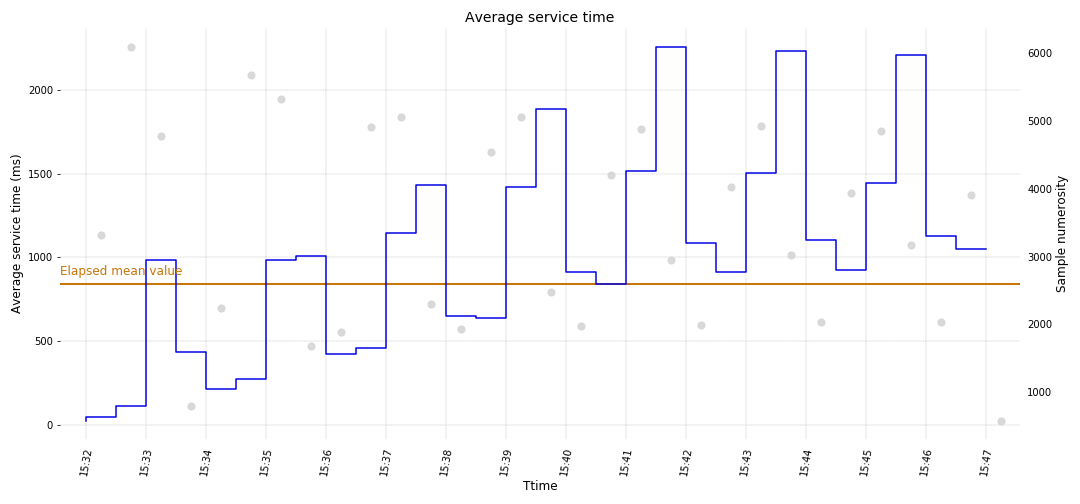 Average service time
Average service time (ms)
2000
1500
1000
500
0
Elapsed mean value
6000
5000
4000
3000
2000
1000
Sample numerosity
15:32 15:33 15:34 15:35 15:36 15:37 15:38 15:39 15:40 15:41 15:42 15:43 15:44 15:45 15:46 15:47
Ttime